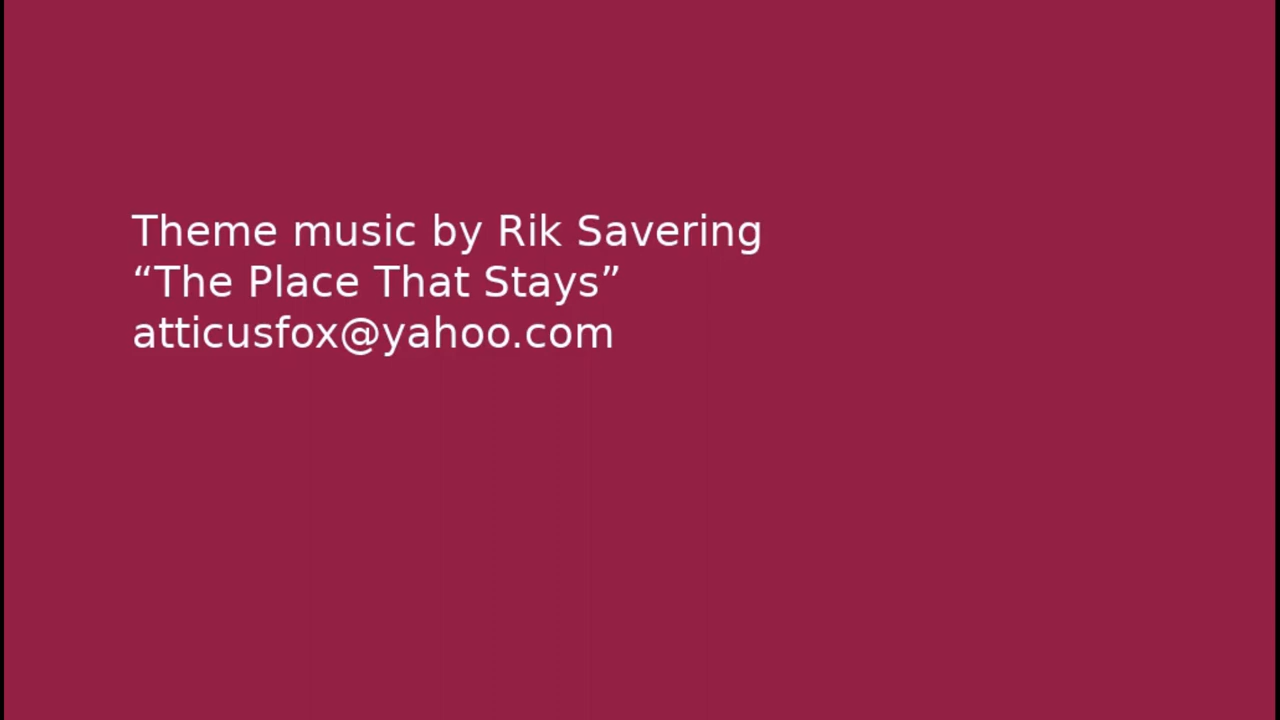 Theme music by Rik Savering
“The Place That Stays”
atticusfox@yahoo.com